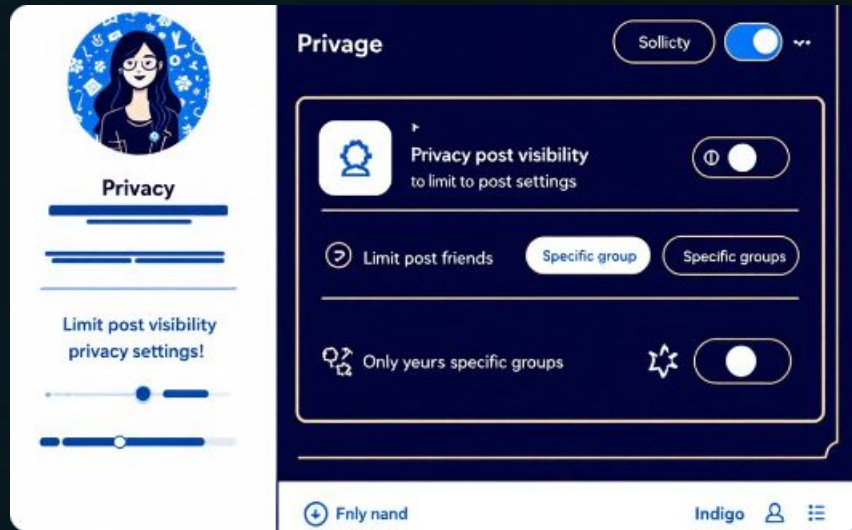 Privacy
Limit post visibility
privacy settings!
Privage
Sollicty
Privacy post visibility
to limit to post settings
Limit post friends
Specific group
Specific groups
Only yeurs specific groups
Fnly nand
Indigo